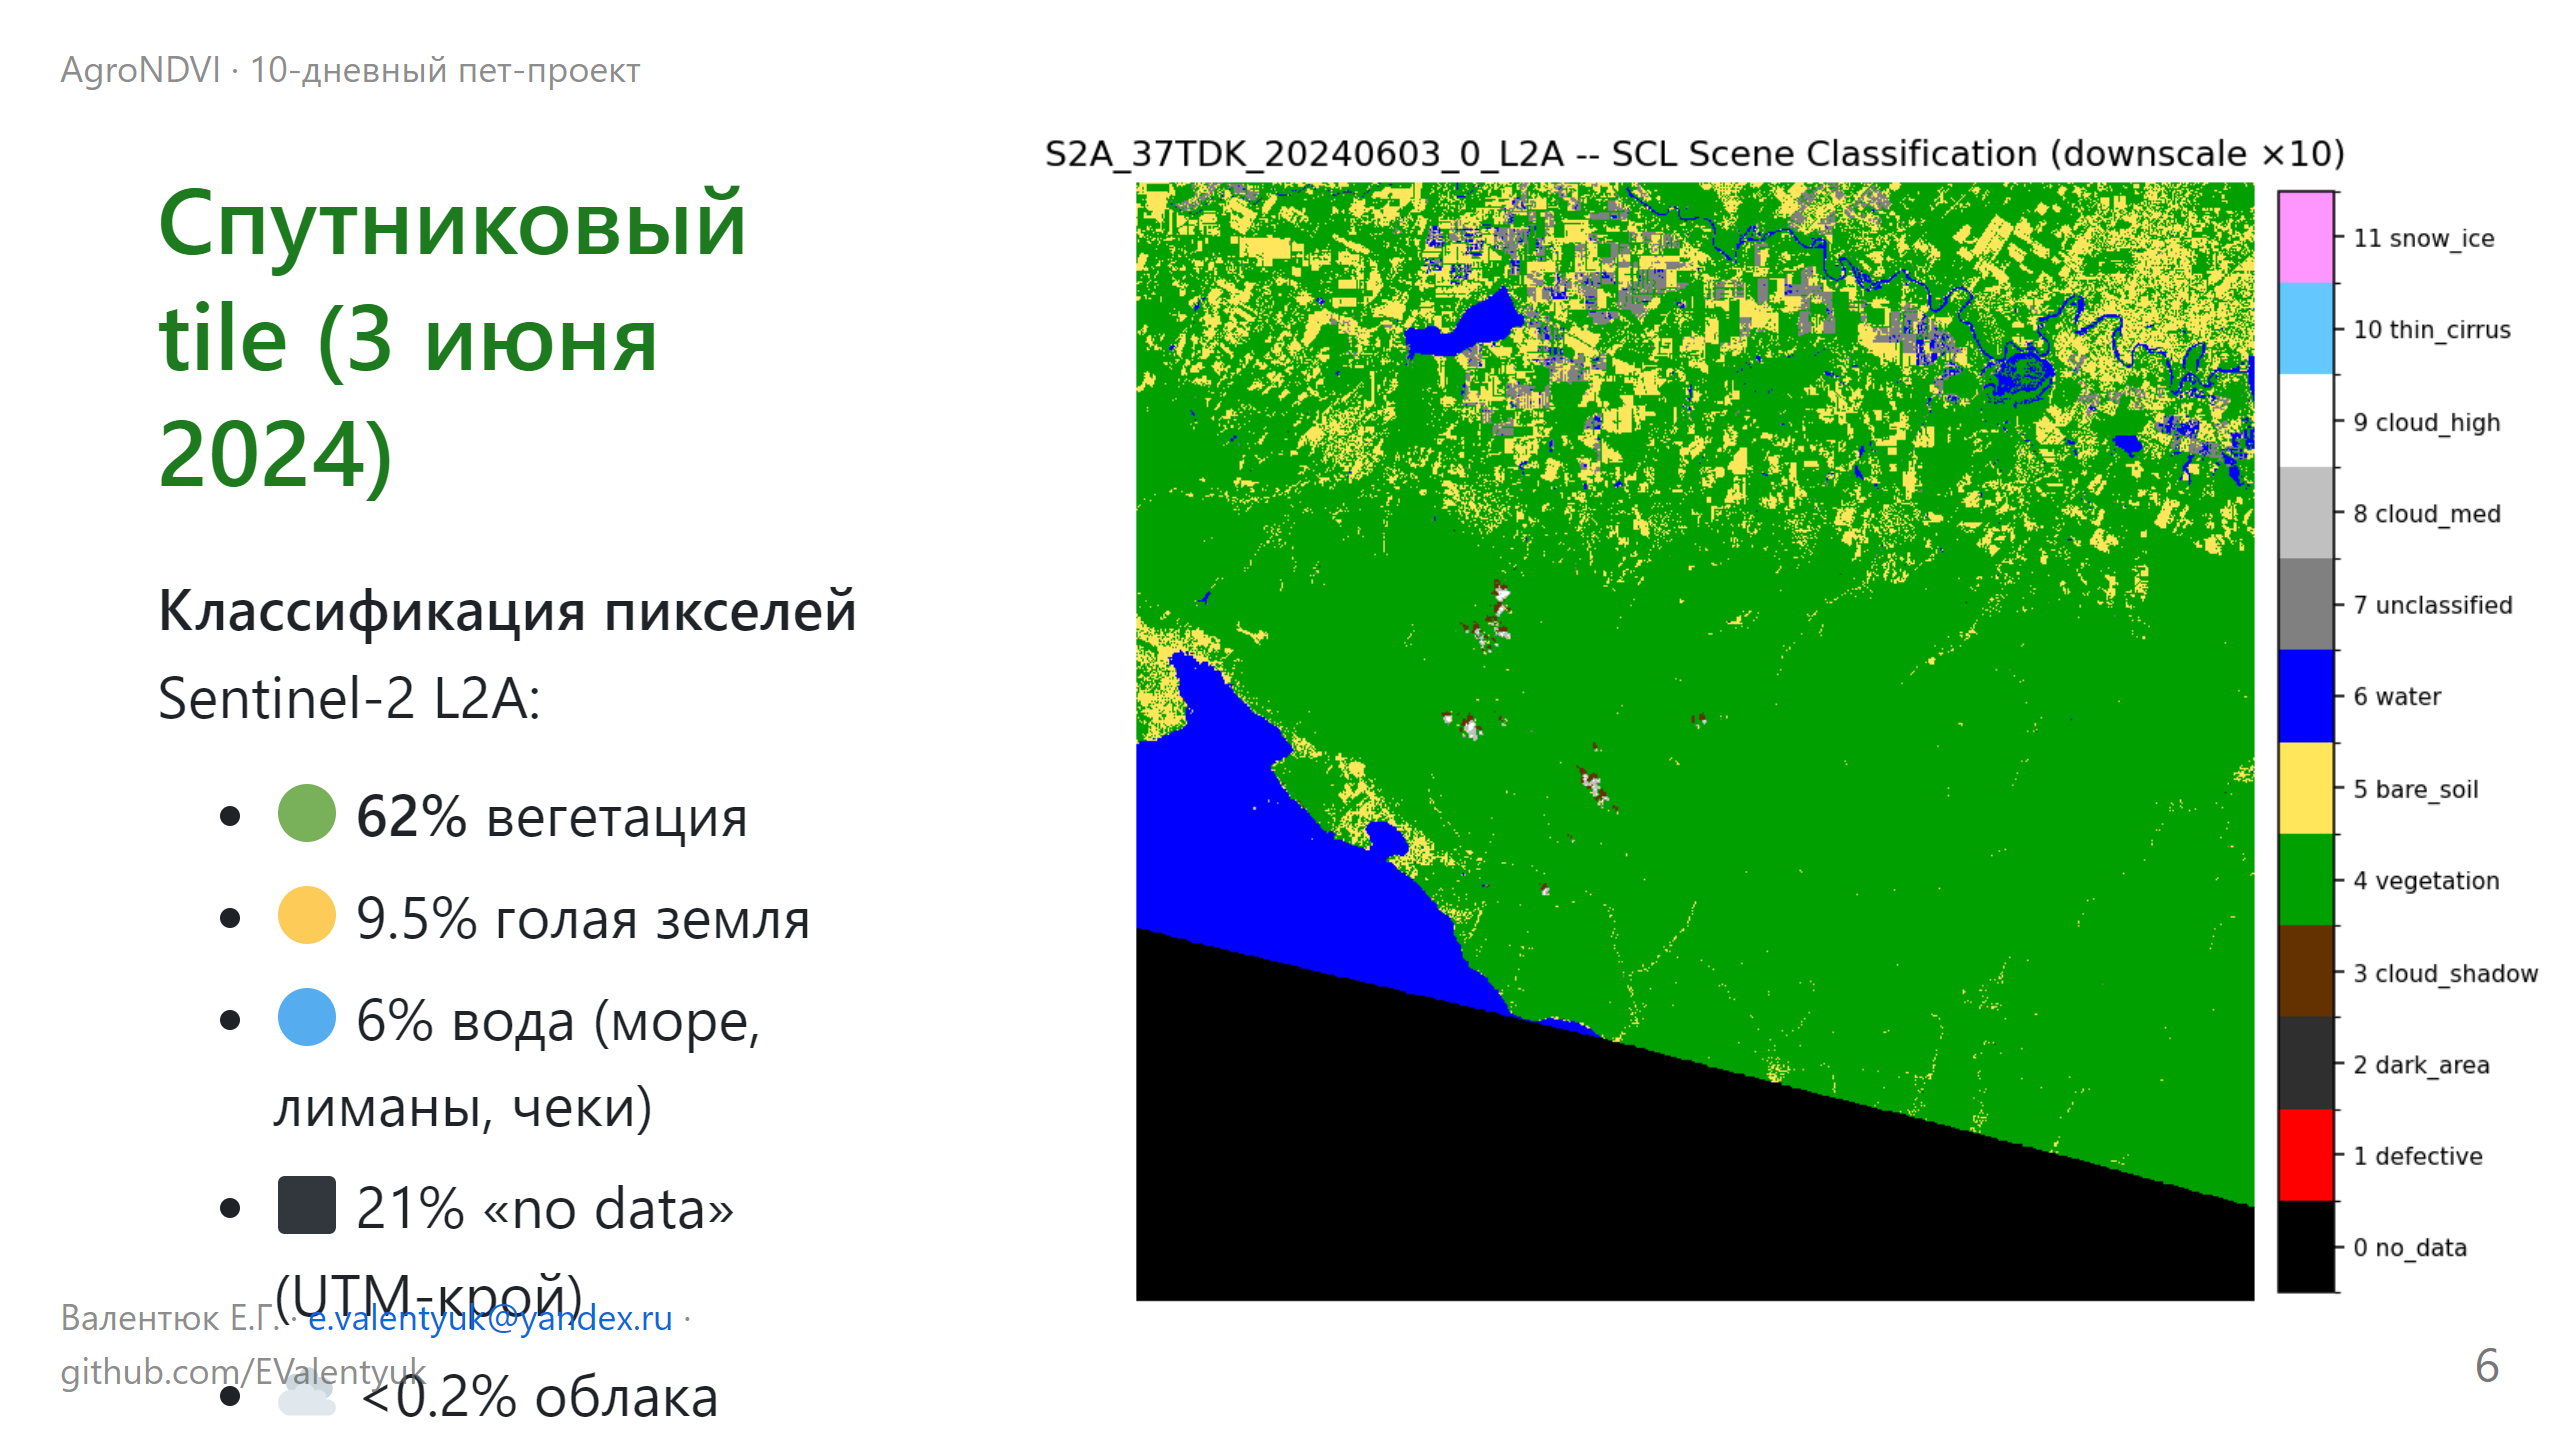 AgroNDVI · 10-дневный пет-проект
Спутниковый
tile (3 июня
2024)
Классификация пикселей
Sentinel-2 L2A:
• 62% вегетация
• 9.5% голая земля
• 6% вода (море,
лиманы, чеки)
• 21% «no data»
(UTM-крой)
• <0.2% облака
S2A_37TDK_20240603_0_L2A -- SCL Scene Classification (downscale ×10)
11 snow_ice
10 thin_cirrus
9 cloud_high
8 cloud_med
7 unclassified
6 water
5 bare_soil
4 vegetation
3 cloud_shadow
2 dark_area
1 defective
0 no_data
Валентюк Е.Г. · e.valentyuk@yandex.ru ·
github.com/EValentyuk
6